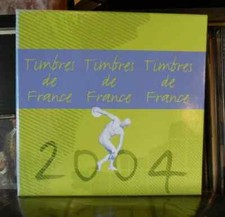 Timbres Timbres Timbres
de de de
France France France
2004